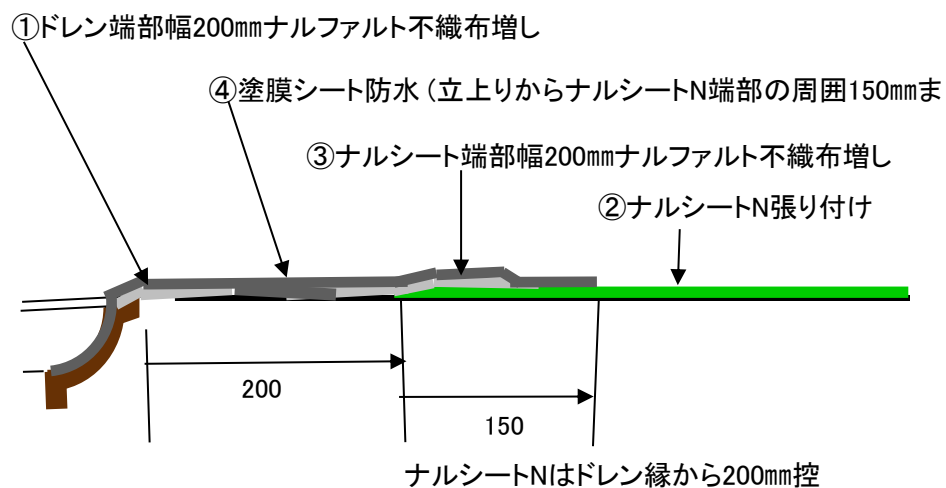 ①ドレン端部幅200㎜ナルファルト不織布増し
④塗膜シート防水（立上りからナルシートN端部の周囲150㎜ま
③ナルシート端部幅200㎜ナルファルト不織布増し
②ナルシートN張り付け
200
150
ナルシートNはドレン縁から200㎜控